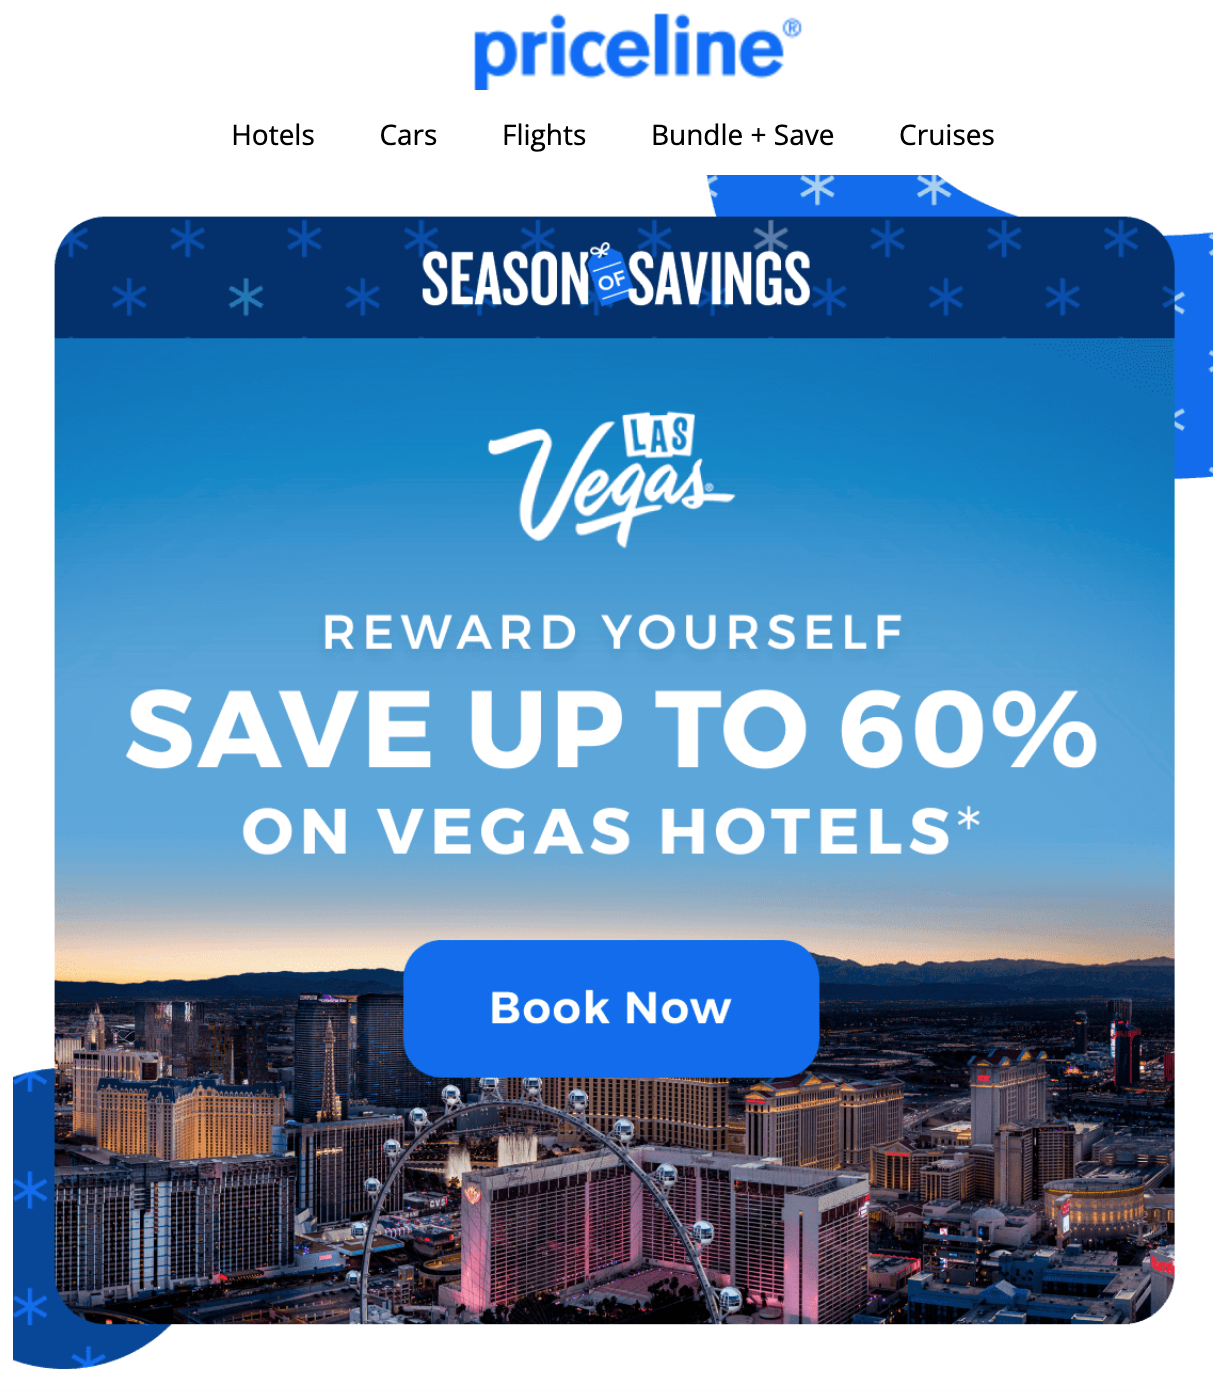 priceline®
Hotels Cars Flights Bundle + Save Cruises
SEASON OF SAVINGS
LAS
Vegas®
REWARD YOURSELF
SAVE UP TO 60%
ON VEGAS HOTELS*
Book Now
CVS